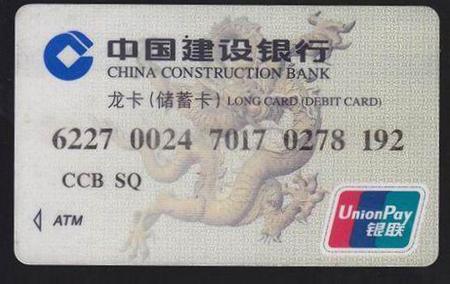 中国建设银行
CHINA CONSTRUCTION BANK
龙卡(储蓄卡) LONG CARD (DEBIT CARD)
6227 0024 7017 0278 192
CCB SQ
ATM
UnionPay
银联